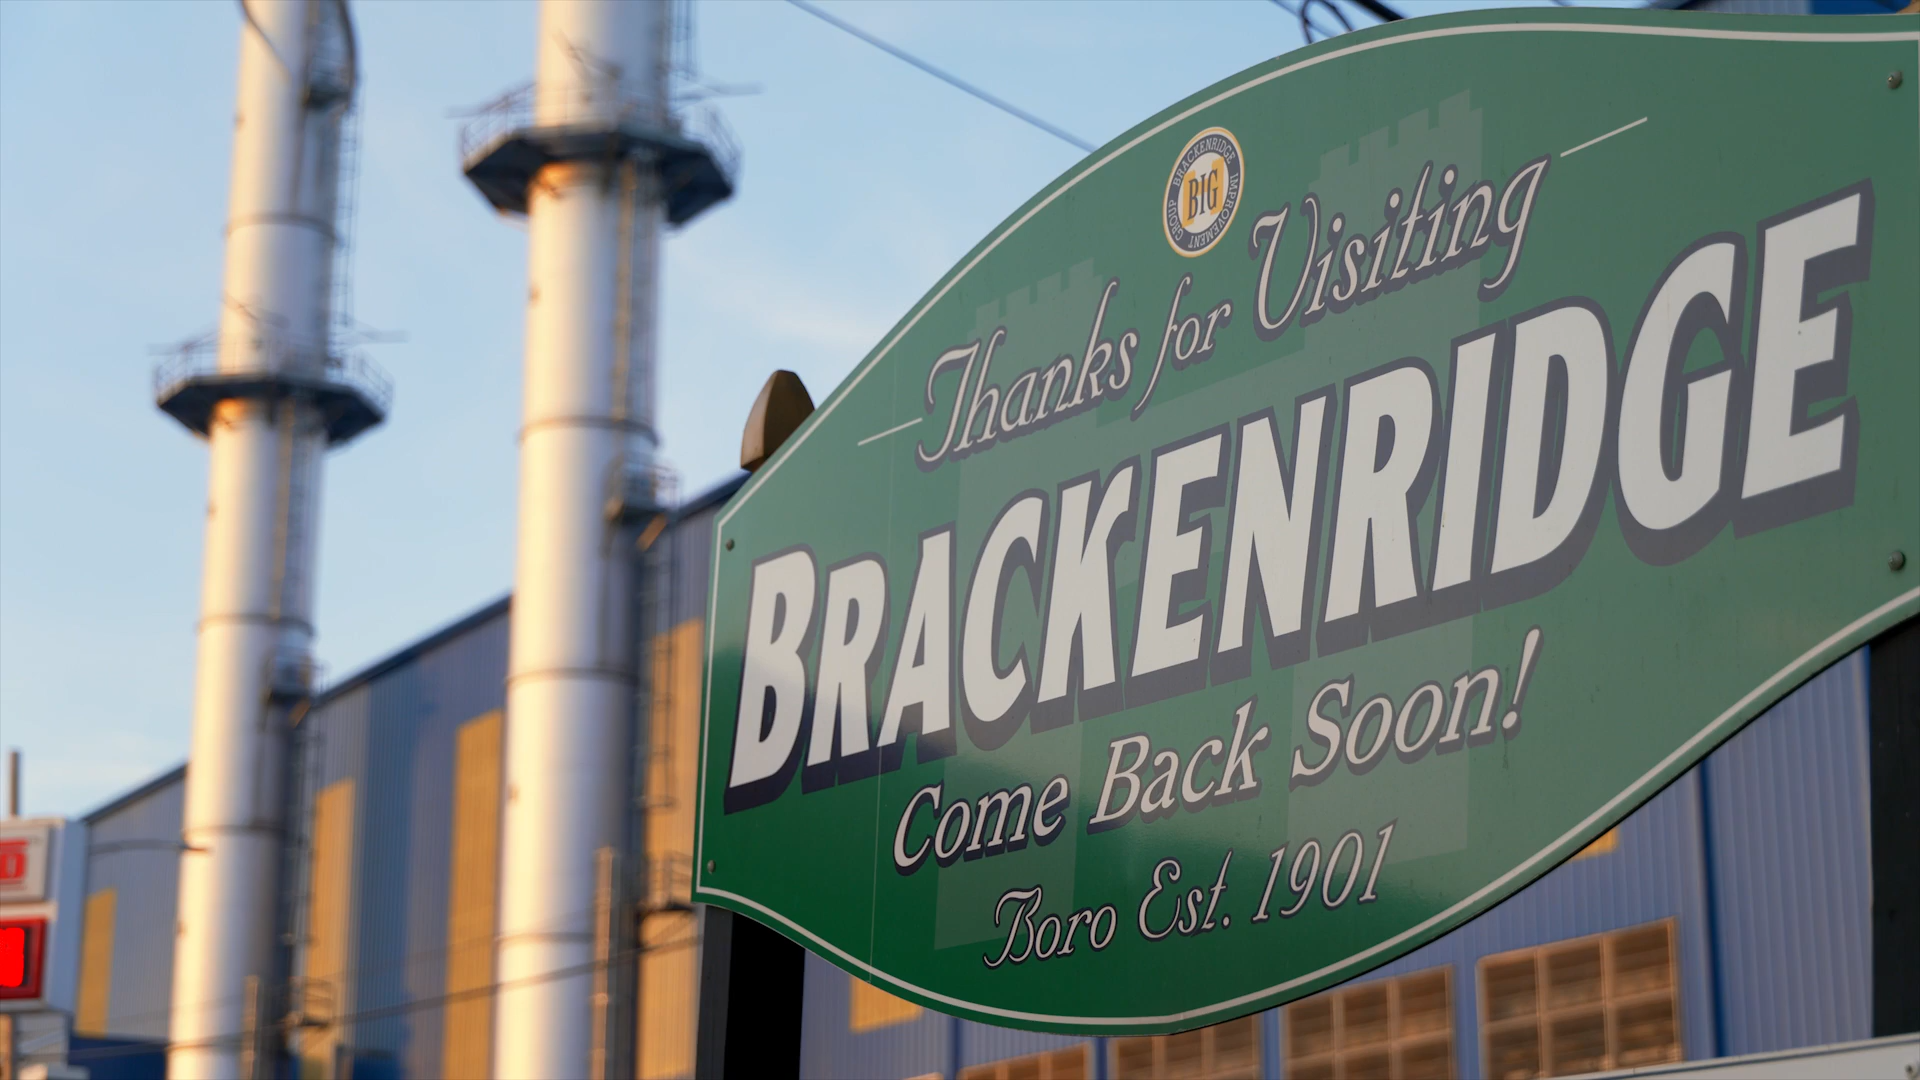 BRACKENRIDGE IMPROVEMENT GROUP
BIG
Thanks for Visiting
BRACKENRIDGE
Come Back Soon!
Boro Est. 1901